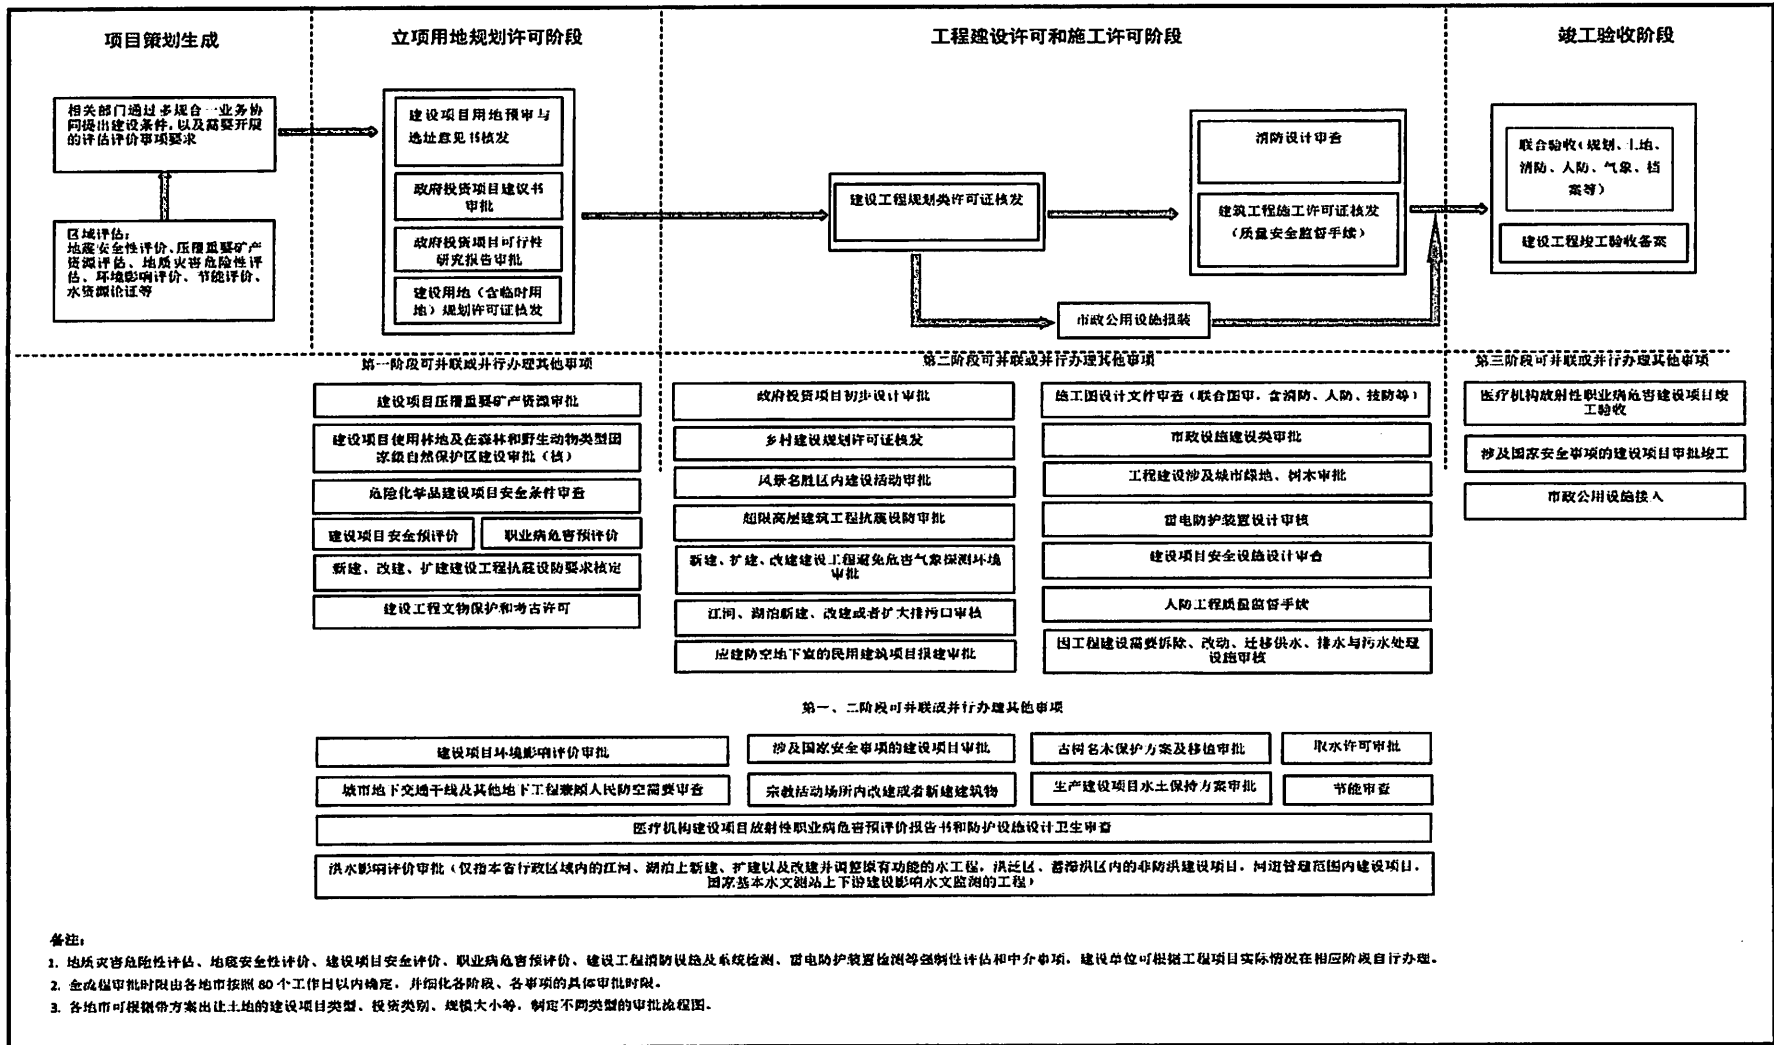 项目策划生成
立项用地规划许可阶段
工程建设许可和施工许可阶段
竣工验收阶段
相关部门通过多规合一业务协
同提出建设条件，以及需要开展
的评估评价事项要求
区域评估：
地震安全性评价、压覆重要矿产
资源评估、地质灾害危险性评
估、环境影响评价、节能评价、
水资源论证等
建设项目用地预审与
选址意见书核发
政府投资项目建议书
审批
政府投资项目可行性
研究报告审批
建设用地（含临时用
地）规划许可证核发
建设工程规划类许可证核发
消防设计审查
建筑工程施工许可证核发
（质量安全监督手续）
市政公用设施报装
联合验收（规划、土地、
消防、人防、气象、档
案等）
建设工程竣工验收备案
第一阶段可并联或并行办理其他事项
建设项目压覆重要矿产资源审批
建设项目使用林地及在森林和野生动物类型国
家级自然保护区建设审批（核）
危险化学品建设项目安全条件审查
建设项目安全预评价
职业病危害预评价
新建、改建、扩建建设工程抗震设防要求核定
建设工程文物保护和考古许可
第二阶段可并联或并行办理其他事项
政府投资项目初步设计审批
乡村建设规划许可证核发
风景名胜区内建设活动审批
超限高层建筑工程抗震设防审批
新建、扩建、改建建设工程避免危害气象探测环境
审批
江河、湖泊新建、改建或者扩大排污口审核
应建防空地下室的民用建筑项目报建审批
施工图设计文件审查（联合图审，含消防、人防、技防等）
市政设施建设类审批
工程建设涉及城市绿地、树木审批
雷电防护装置设计审核
建设项目安全设施设计审查
人防工程质量监督手续
因工程建设需要拆除、改动、迁移供水、排水与污水处理
设施审核
第三阶段可并联或并行办理其他事项
医疗机构放射性职业病危害建设项目竣
工验收
涉及国家安全事项的建设项目审批竣工
市政公用设施接入
第一、二阶段可并联或并行办理其他事项
建设项目环境影响评价审批
涉及国家安全事项的建设项目审批
古树名木保护方案及移植审批
取水许可审批
城市地下交通干线及其他地下工程兼顾人民防空需要审查
宗教活动场所内改建或者新建建筑物
生产建设项目水土保持方案审批
节能审查
医疗机构建设项目放射性职业病危害预评价报告书和防护设施设计卫生审查
洪水影响评价审批（仅指本省行政区域内的江河、湖泊上新建、扩建以及改建并调整原有功能的水工程，洪泛区、蓄滞洪区内的非防洪建设项目，河道管理范围内建设项目，
国家基本水文测站上下游建设影响水文监测的工程）
备注：
1. 地质灾害危险性评估、地震安全性评价、建设项目安全评价、职业病危害预评价、建设工程消防设施及系统检测、雷电防护装置检测等强制性评估和中介事项，建设单位可根据工程项目实际情况在相应阶段自行办理。
2. 全流程审批时限由各地市按照 80 个工作日以内确定，并细化各阶段、各事项的具体审批时限。
3. 各地市可根据带方案出让土地的建设项目类型、投资类别、规模大小等，制定不同类型的审批流程图。